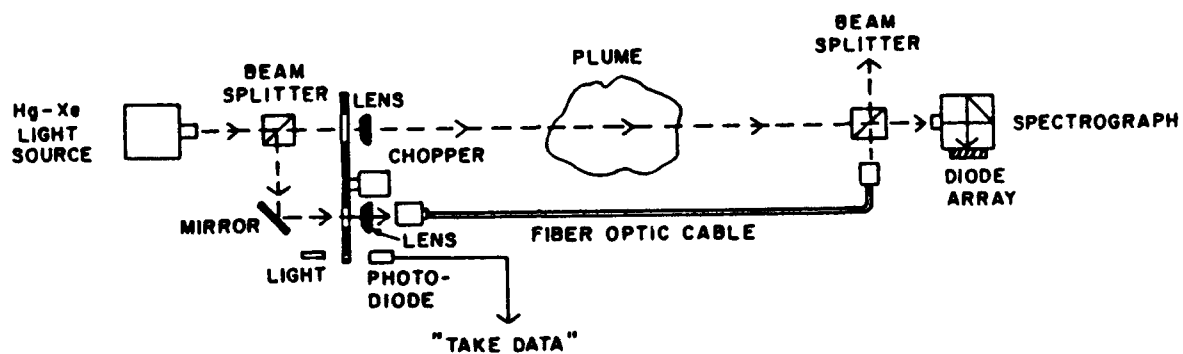 BEAM
SPLITTER
PLUME
BEAM
SPLITTER
Hg-Xe
LIGHT
SOURCE
LENS
CHOPPER
SPECTROGRAPH
DIODE
ARRAY
MIRROR
LENS
FIBER OPTIC CABLE
LIGHT
PHOTO-
DIODE
"TAKE DATA"